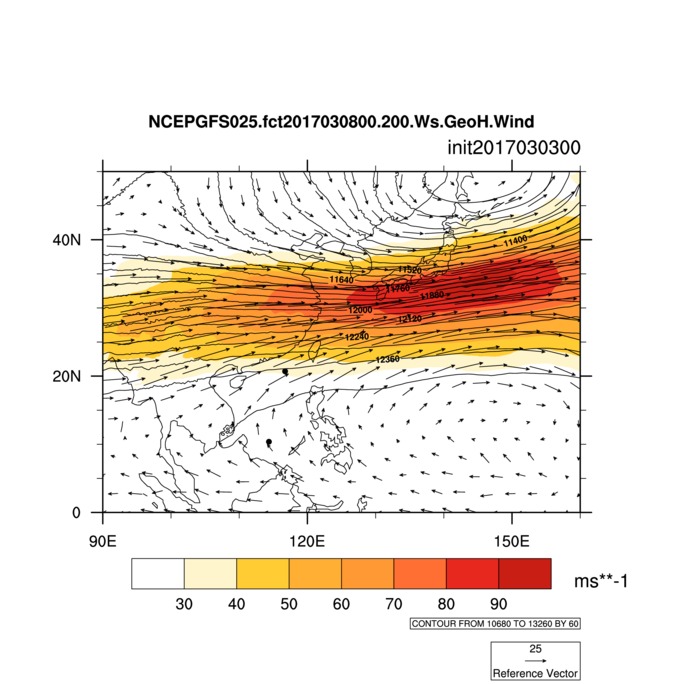 NCEPGFS025.fct2017030800.200.Ws.GeoH.Wind
init2017030300
40N
20N
0
11400
11520
11640
11760
11880
12000
12120
12240
12360
90E
120E
150E
30 40 50 60 70 80 90
ms**-1
CONTOUR FROM 10680 TO 13260 BY 60
25
Reference Vector